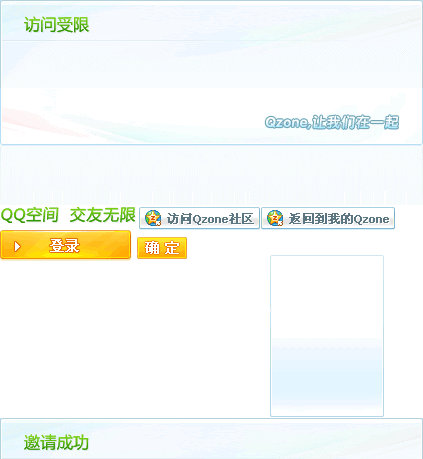 访问受限
Qzone,让我们在一起
QQ空间 交友无限
访问Qzone社区
返回到我的Qzone
登录
确定
邀请成功